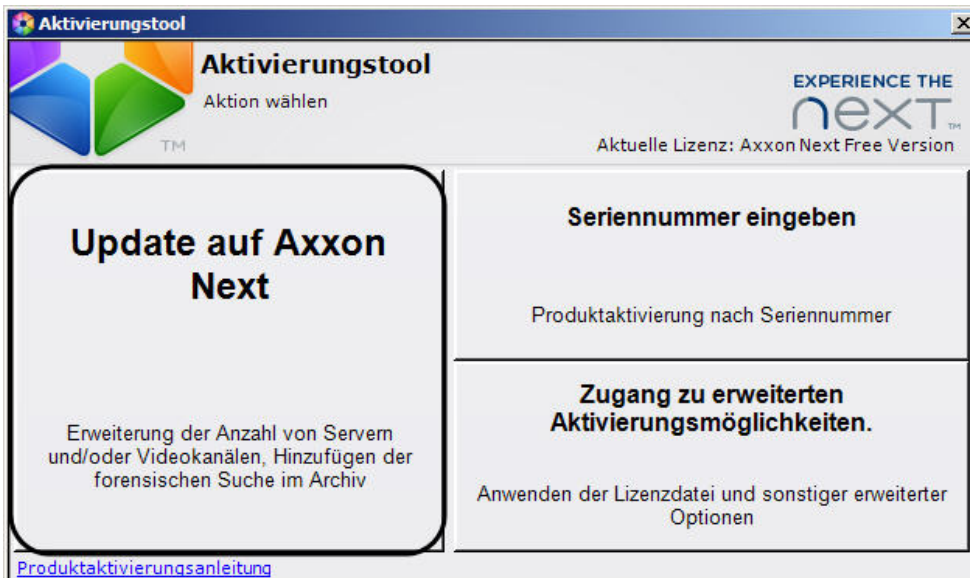 Aktivierungstool
Aktivierungstool
Aktion wählen
TM
EXPERIENCE THE
next TM
Aktuelle Lizenz: Axxon Next Free Version
Update auf Axxon
Next
Erweiterung der Anzahl von Servern
und/oder Videokanälen, Hinzufügen der
forensischen Suche im Archiv
Seriennummer eingeben
Produktaktivierung nach Seriennummer
Zugang zu erweiterten
Aktivierungsmöglichkeiten.
Anwenden der Lizenzdatei und sonstiger erweiterter
Optionen
Produktaktivierungsanleitung